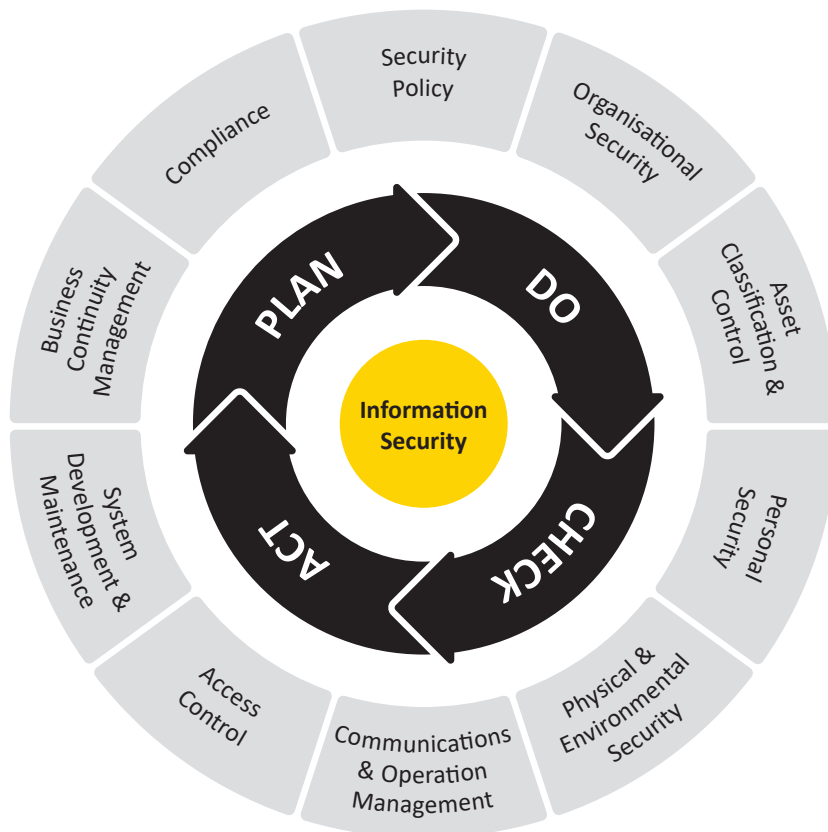 Security
Policy
Organisational
Security
Asset
Classification &
Control
Personal
Security
Physical &
Environmental
Security
Communications
& Operation
Management
Access
Control
System
Development &
Maintenance
Business
Continuity
Management
Compliance
PLAN
DO
CHECK
ACT
Information
Security